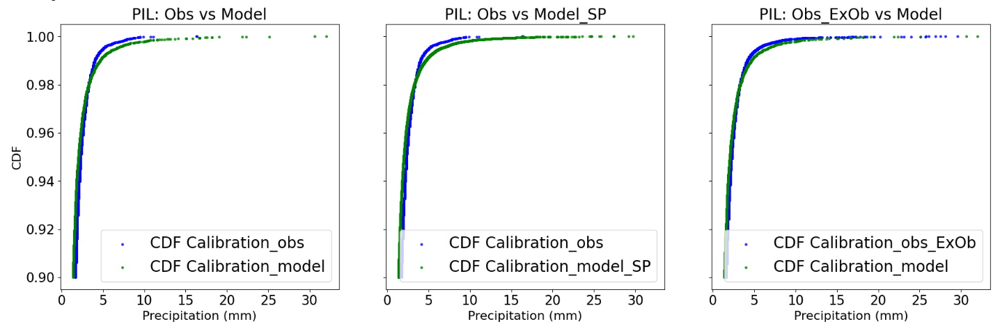 PIL: Obs vs Model
1.00
0.98
0.96
0.94
0.92
0.90
CDF
CDF Calibration_obs
CDF Calibration_model
0 5 10 15 20 25 30
Precipitation (mm)
PIL: Obs vs Model_SP
CDF Calibration_obs
CDF Calibration_model_SP
0 5 10 15 20 25 30
Precipitation (mm)
PIL: Obs_ExOb vs Model
CDF Calibration_obs_ExOb
CDF Calibration_model
0 5 10 15 20 25 30
Precipitation (mm)